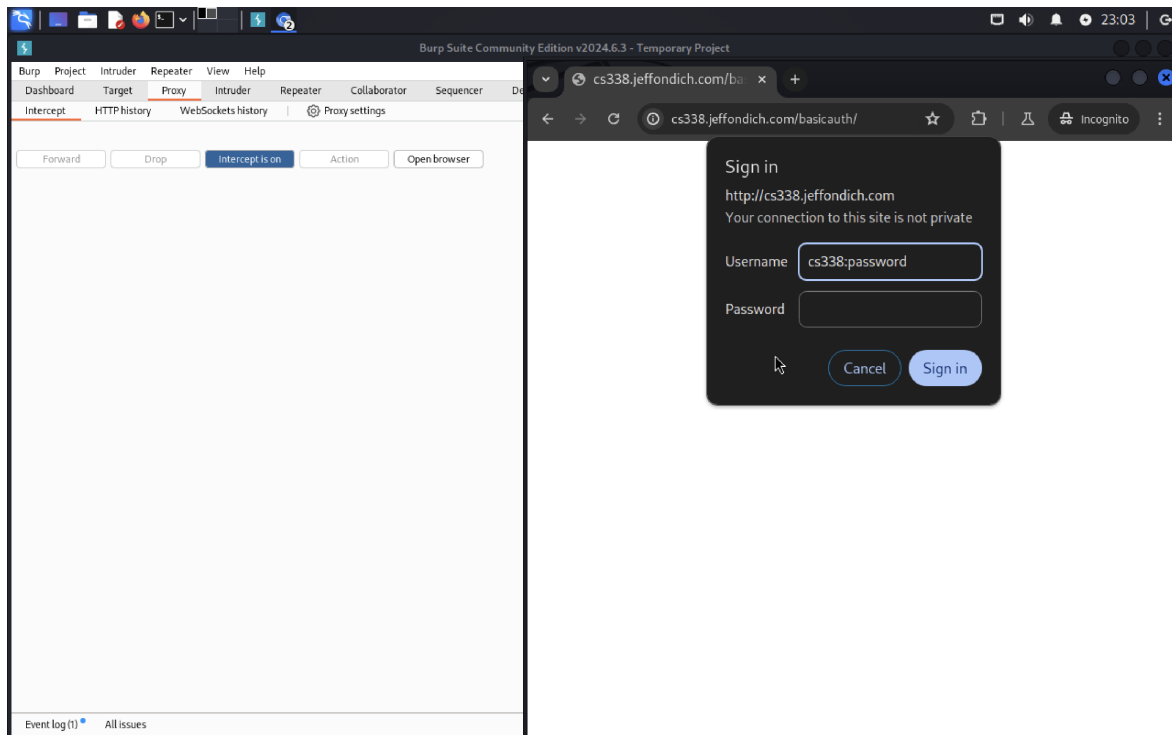 23:03
Burp Suite Community Edition v2024.6.3 - Temporary Project
Burp Project Intruder Repeater View Help
Dashboard Target Proxy Intruder Repeater Collaborator Sequencer De
Intercept HTTP history WebSockets history Proxy settings
Forward Drop Intercept is on Action Open browser
Event log (1) All issues
cs338.jeffondich.com/ba
cs338.jeffondich.com/basicauth/ Incognito
Sign in
http://cs338.jeffondich.com
Your connection to this site is not private
Username cs338:password
Password
Cancel Sign in